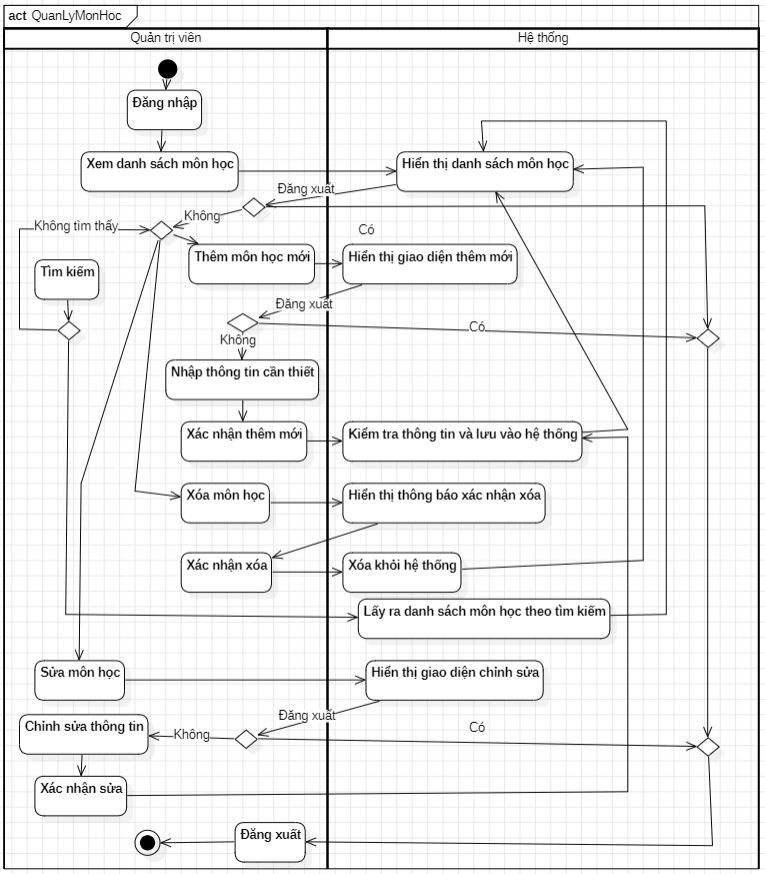 act QuanLyMonHoc
Quản trị viên
Hệ thống
Đăng nhập
Xem danh sách môn học
Hiển thị danh sách môn học
Đăng xuất
Không
Không tìm thấy
Có
Thêm môn học mới
Hiển thị giao diện thêm mới
Tìm kiếm
Đăng xuất
Có
Không
Nhập thông tin cần thiết
Xác nhận thêm mới
Kiểm tra thông tin và lưu vào hệ thống
Xóa môn học
Hiển thị thông báo xác nhận xóa
Xác nhận xóa
Xóa khỏi hệ thống
Lấy ra danh sách môn học theo tìm kiếm
Sửa môn học
Hiển thị giao diện chỉnh sửa
Đăng xuất
Chỉnh sửa thông tin
Không
Có
Xác nhận sửa
Đăng xuất